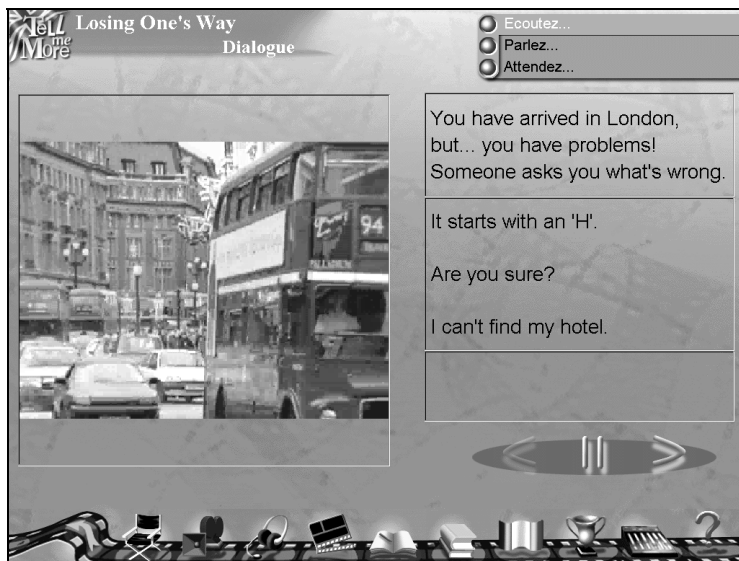 TELL
me
MORE
Losing One's Way
Dialogue
Ecoutez...
Parlez...
Attendez...
You have arrived in London,
but... you have problems!
Someone asks you what's wrong.
It starts with an 'H'.
Are you sure?
I can't find my hotel.
94